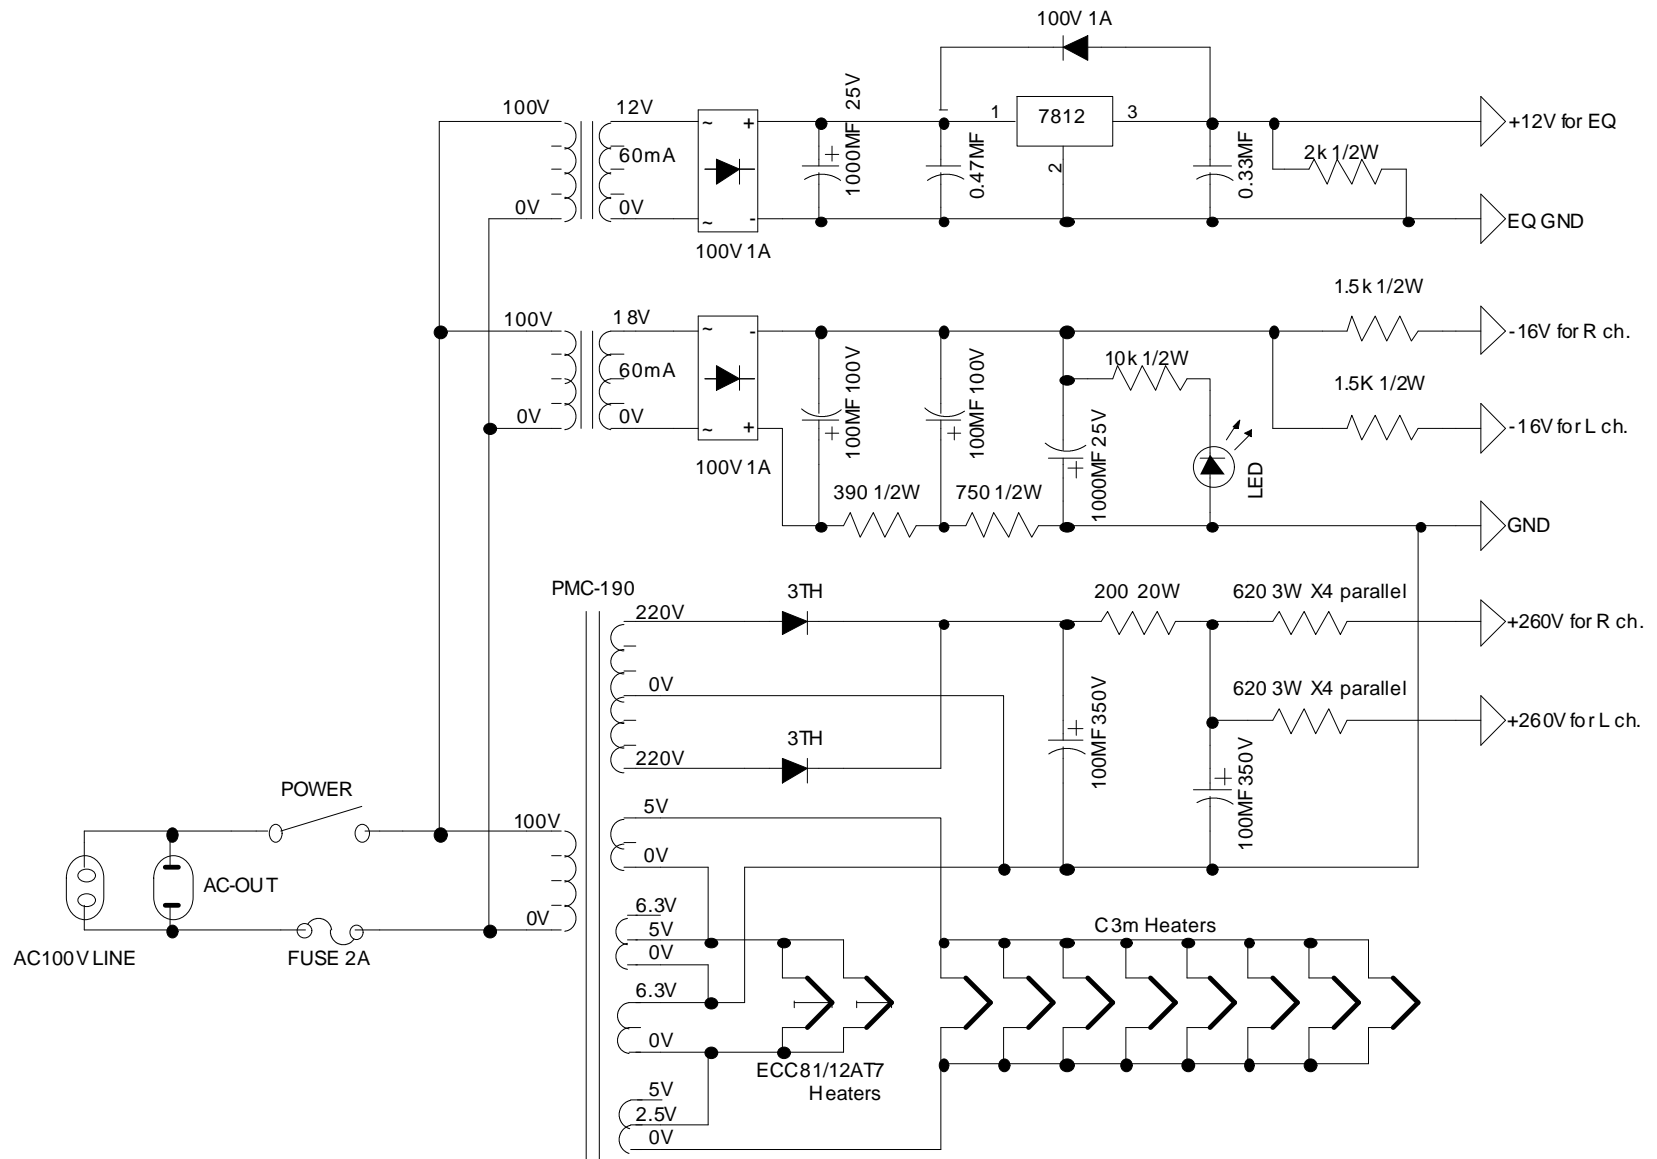 100V 1A
100V
12V
60mA
0V
0V
~
+
~
-
100V 1A
+
1000MF 25V
0.47MF
1
7812
3
2
0.33MF
2k 1/2W
+12V for EQ
EQ GND
100V
18V
60mA
0V
0V
~
-
~
+
100V 1A
+
100MF 100V
+
100MF 100V
390 1/2W
750 1/2W
+
1000MF 25V
10k 1/2W
LED
1.5k 1/2W
-16V for R ch.
1.5K 1/2W
-16V for L ch.
GND
PMC-190
220V
0V
220V
3TH
3TH
200 20W
620 3W X4 parallel
+260V for R ch.
620 3W X4 parallel
+260V for L ch.
+
100MF 350V
+
100MF 350V
POWER
100V
0V
AC-OUT
AC100V LINE
FUSE 2A
5V
0V
6.3V
5V
0V
6.3V
0V
5V
2.5V
0V
ECC81/12AT7
Heaters
C3m Heaters